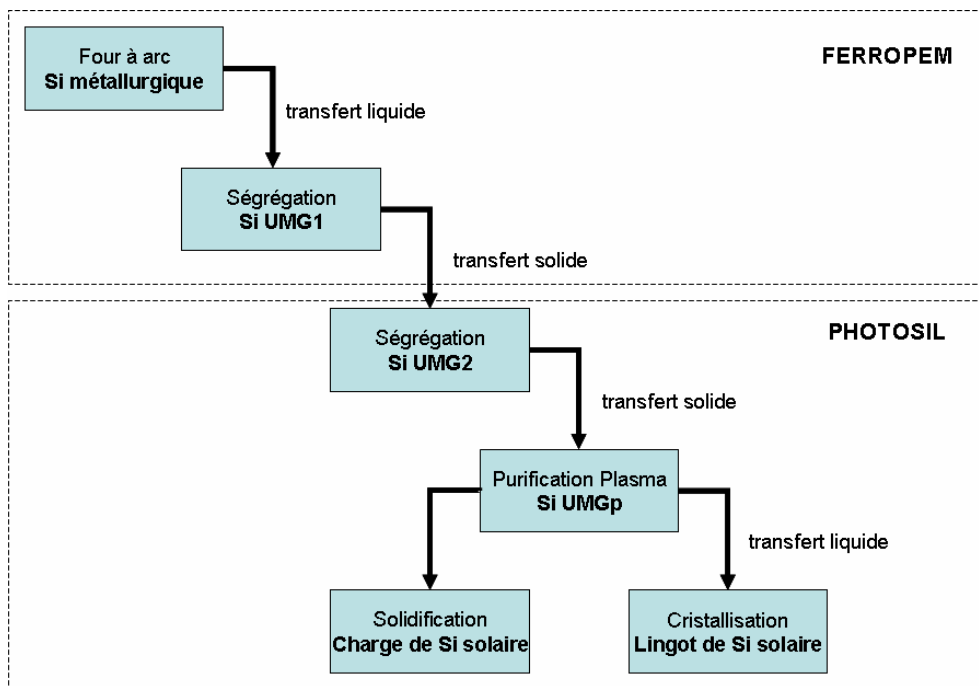 Four à arc
Si métallurgique
FERROPEM
transfert liquide
Ségrégation
Si UMG1
transfert solide
Ségrégation
Si UMG2
PHOTOSIL
transfert solide
Purification Plasma
Si UMGp
transfert liquide
Solidification
Charge de Si solaire
Cristallisation
Lingot de Si solaire